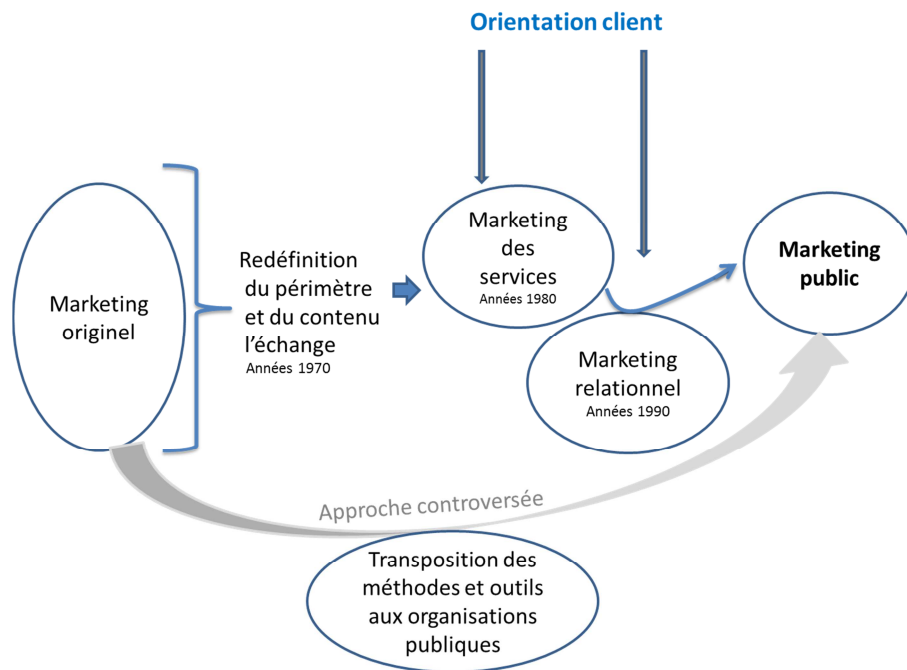 Orientation client
Marketing
originel
Redéfinition
du périmètre
et du contenu
l’échange
Années 1970
Marketing
des
services
Années 1980
Marketing
relationnel
Années 1990
Marketing
public
Approche controversée
Transposition des
méthodes et outils
aux organisations
publiques